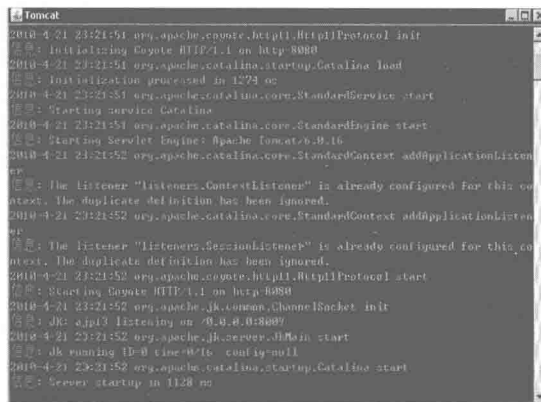 Tomcat
2010-4-21 23:21:51 org.apache.coyote.http11.Http11Protocol init
信息: Initializing Coyote HTTP/1.1 on http-8080
2010-4-21 23:21:51 org.apache.catalina.startup.Catalina load
信息: Initialization processed in 1274 ms
2010-4-21 23:21:51 org.apache.catalina.core.StandardService start
信息: Starting service Catalina
2010-4-21 23:21:51 org.apache.catalina.core.StandardEngine start
信息: Starting Servlet Engine: Apache Tomcat/6.0.16
2010-4-21 23:21:52 org.apache.catalina.core.StandardContext addApplicationListen
er
信息: The listener "listeners.ContextListener" is already configured for this co
ntext. The duplicate definition has been ignored.
2010-4-21 23:21:52 org.apache.catalina.core.StandardContext addApplicationListen
er
信息: The listener "listeners.SessionListener" is already configured for this co
ntext. The duplicate definition has been ignored.
2010-4-21 23:21:52 org.apache.coyote.http11.Http11Protocol start
信息: Starting Coyote HTTP/1.1 on http-8080
2010-4-21 23:21:52 org.apache.jk.common.ChannelSocket init
信息: JK: ajp13 listening on /0.0.0.0:8009
2010-4-21 23:21:52 org.apache.jk.server.JkMain start
信息: Jk running ID=0 time=0/16 config=null
2010-4-21 23:21:52 org.apache.catalina.startup.Catalina start
信息: Server startup in 1128 ms